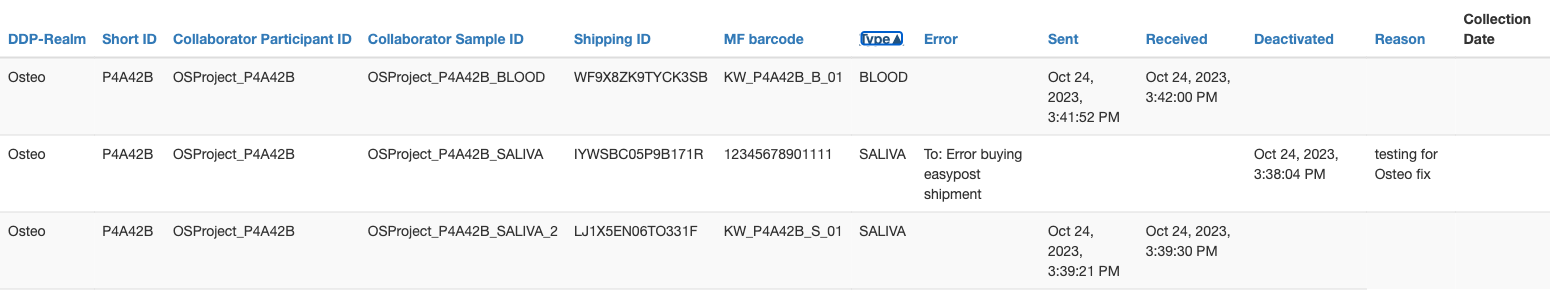 DDP-Realm Short ID Collaborator Participant ID Collaborator Sample ID Shipping ID MF barcode Type▲ Error Sent Received Deactivated Reason Collection Date
Osteo P4A42B OSProject_P4A42B OSProject_P4A42B_BLOOD WF9X8ZK9TYCK3SB KW_P4A42B_B_01 BLOOD Oct 24, 2023, 3:41:52 PM Oct 24, 2023, 3:42:00 PM
Osteo P4A42B OSProject_P4A42B OSProject_P4A42B_SALIVA IYWSBC05P9B171R 12345678901111 SALIVA To: Error buying easypost shipment Oct 24, 2023, 3:38:04 PM testing for Osteo fix
Osteo P4A42B OSProject_P4A42B OSProject_P4A42B_SALIVA_2 LJ1X5EN06TO331F KW_P4A42B_S_01 SALIVA Oct 24, 2023, 3:39:21 PM Oct 24, 2023, 3:39:30 PM